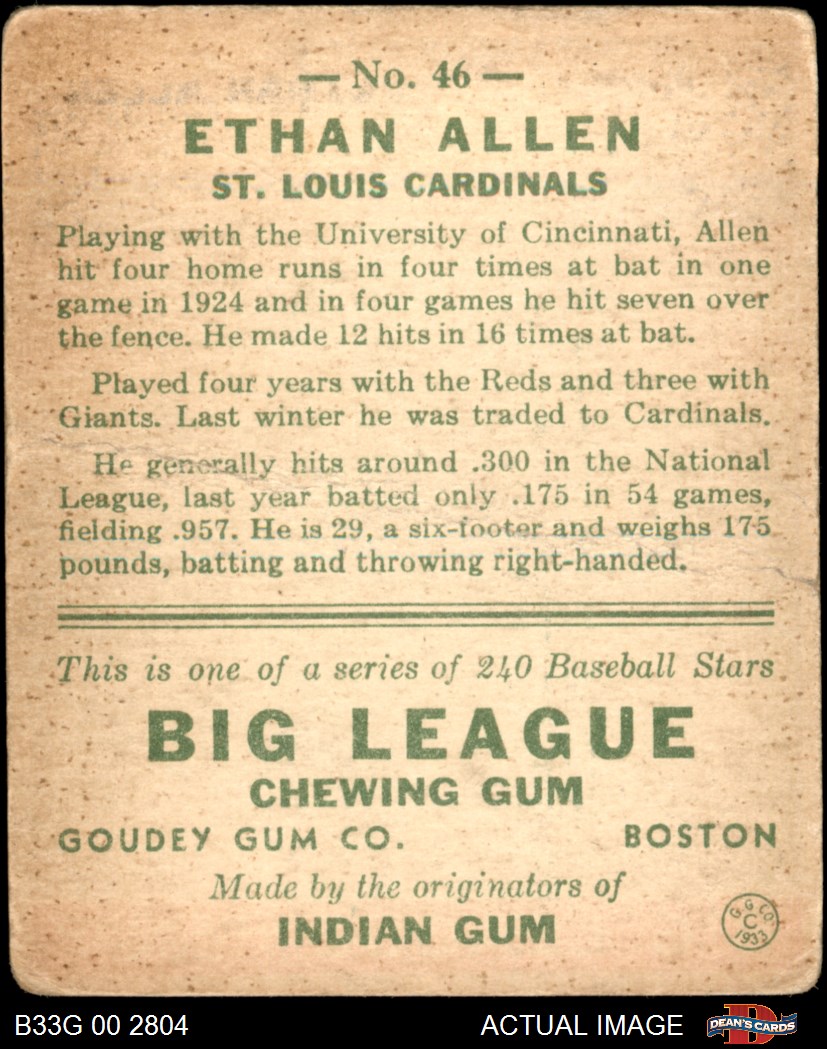 — No. 46 —
ETHAN ALLEN
ST. LOUIS CARDINALS
Playing with the University of Cincinnati, Allen
hit four home runs in four times at bat in one
game in 1924 and in four games he hit seven over
the fence. He made 12 hits in 16 times at bat.
Played four years with the Reds and three with
Giants. Last winter he was traded to Cardinals.
He generally hits around .300 in the National
League, last year batted only .175 in 54 games,
fielding .957. He is 29, a six-footer and weighs 175
pounds, batting and throwing right-handed.
This is one of a series of 240 Baseball Stars
BIG LEAGUE
CHEWING GUM
GOUDEY GUM CO. BOSTON
Made by the originators of
INDIAN GUM
G. G. CO.
C
1933
B33G 00 2804 ACTUAL IMAGE
D
DEAN'S CARDS